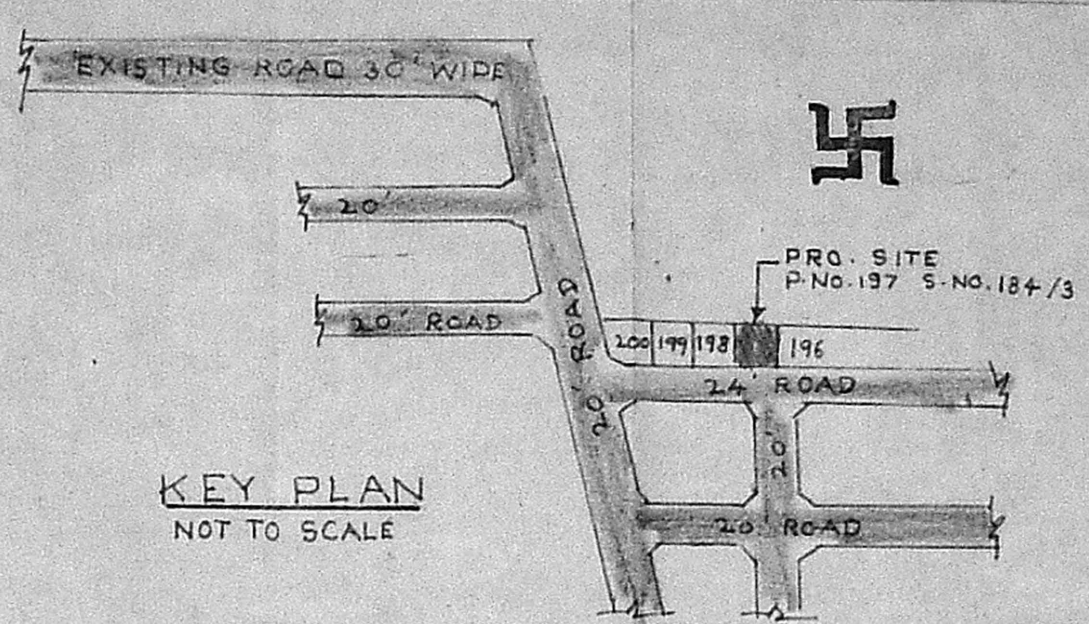 EXISTING ROAD 30' WIDE
20'
PRO. SITE
P.NO.197 S.NO.184/3
20' ROAD
20' ROAD
200 199 198 196
24' ROAD
20'
KEY PLAN
NOT TO SCALE
20' ROAD